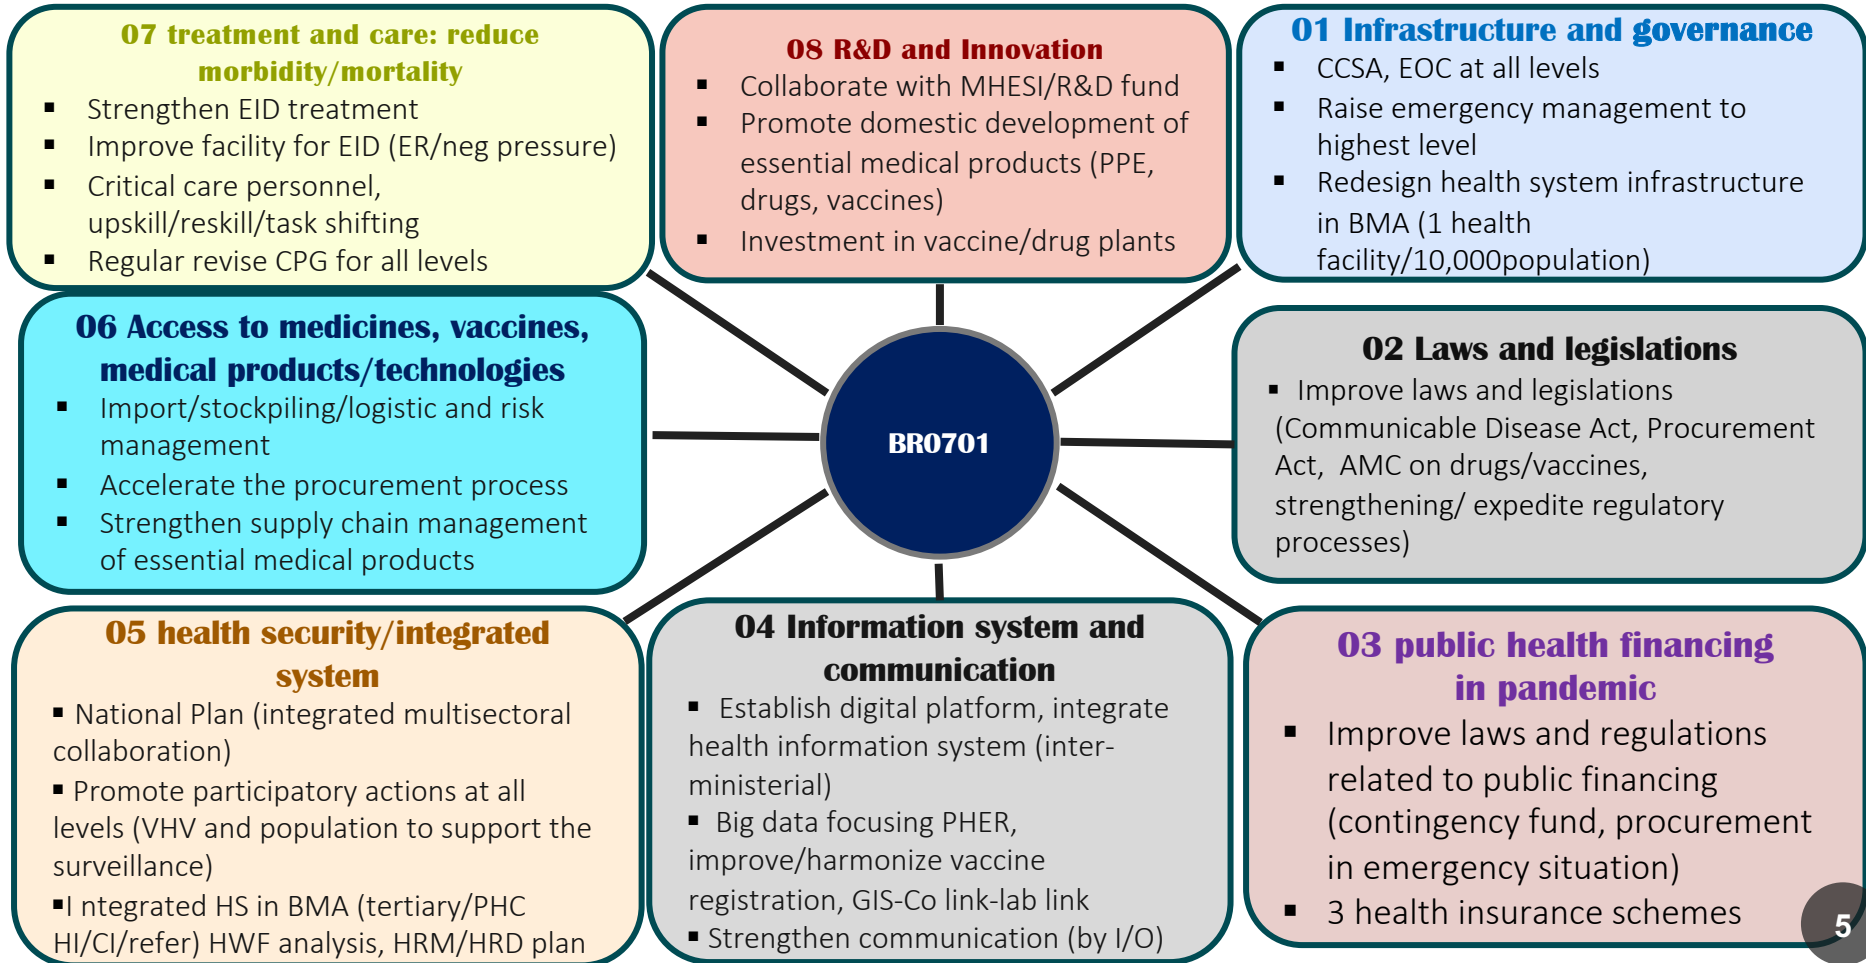 07 treatment and care: reduce
morbidity/mortality
▪ Strengthen EID treatment
▪ Improve facility for EID (ER/neg pressure)
▪ Critical care personnel,
upskill/reskill/task shifting
▪ Regular revise CPG for all levels
08 R&D and Innovation
▪ Collaborate with MHESI/R&D fund
▪ Promote domestic development of
essential medical products (PPE,
drugs, vaccines)
▪ Investment in vaccine/drug plants
01 Infrastructure and governance
▪ CCSA, EOC at all levels
▪ Raise emergency management to
highest level
▪ Redesign health system infrastructure
in BMA (1 health
facility/10,000population)
06 Access to medicines, vaccines,
medical products/technologies
▪ Import/stockpiling/logistic and risk
management
▪ Accelerate the procurement process
▪ Strengthen supply chain management
of essential medical products
BR0701
02 Laws and legislations
▪ Improve laws and legislations
(Communicable Disease Act, Procurement
Act, AMC on drugs/vaccines,
strengthening/ expedite regulatory
processes)
05 health security/integrated
system
▪ National Plan (integrated multisectoral
collaboration)
▪ Promote participatory actions at all
levels (VHV and population to support the
surveillance)
▪I ntegrated HS in BMA (tertiary/PHC
HI/CI/refer) HWF analysis, HRM/HRD plan
04 Information system and
communication
▪ Establish digital platform, integrate
health information system (inter-
ministerial)
▪ Big data focusing PHER,
improve/harmonize vaccine
registration, GIS-Co link-lab link
▪ Strengthen communication (by I/O)
03 public health financing
in pandemic
▪ Improve laws and regulations
related to public financing
(contingency fund, procurement
in emergency situation)
▪ 3 health insurance schemes
5